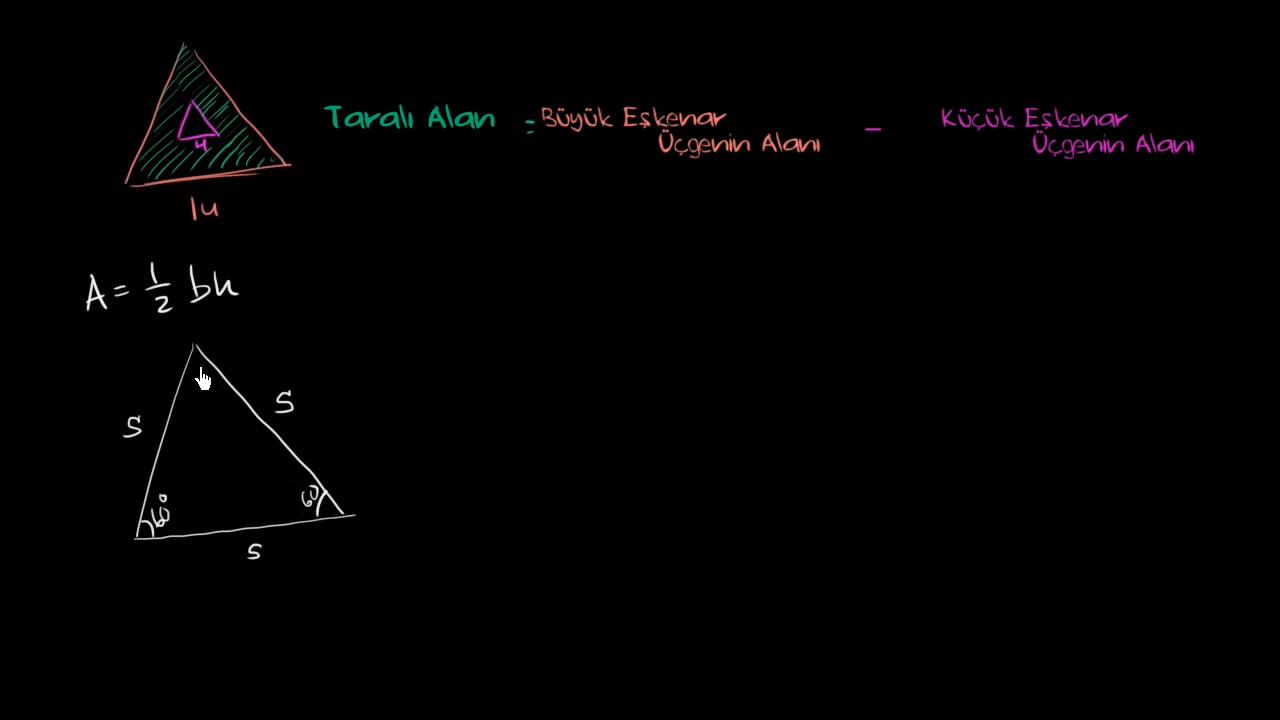 Taralı Alan = Büyük Eşkenar Üçgenin Alanı − Küçük Eşkenar Üçgenin Alanı
4
14
A = 1/2 bh
S
S
60°
60
S